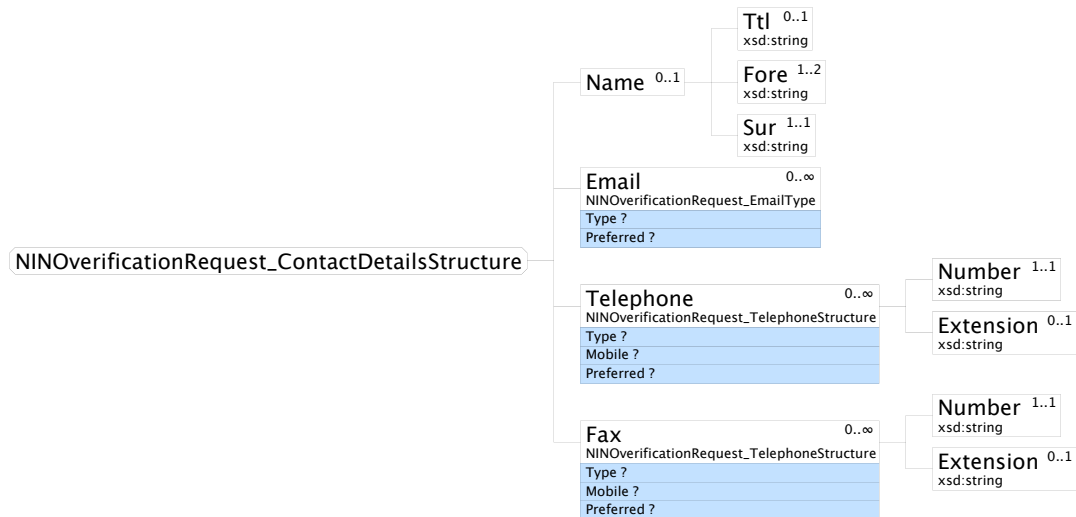 NINOverificationRequest_ContactDetailsStructure
Name 0..1
Ttl 0..1
xsd:string
Fore 1..2
xsd:string
Sur 1..1
xsd:string
Email 0..∞
NINOverificationRequest_EmailType
Type ?
Preferred ?
Telephone 0..∞
NINOverificationRequest_TelephoneStructure
Type ?
Mobile ?
Preferred ?
Number 1..1
xsd:string
Extension 0..1
xsd:string
Fax 0..∞
NINOverificationRequest_TelephoneStructure
Type ?
Mobile ?
Preferred ?
Number 1..1
xsd:string
Extension 0..1
xsd:string